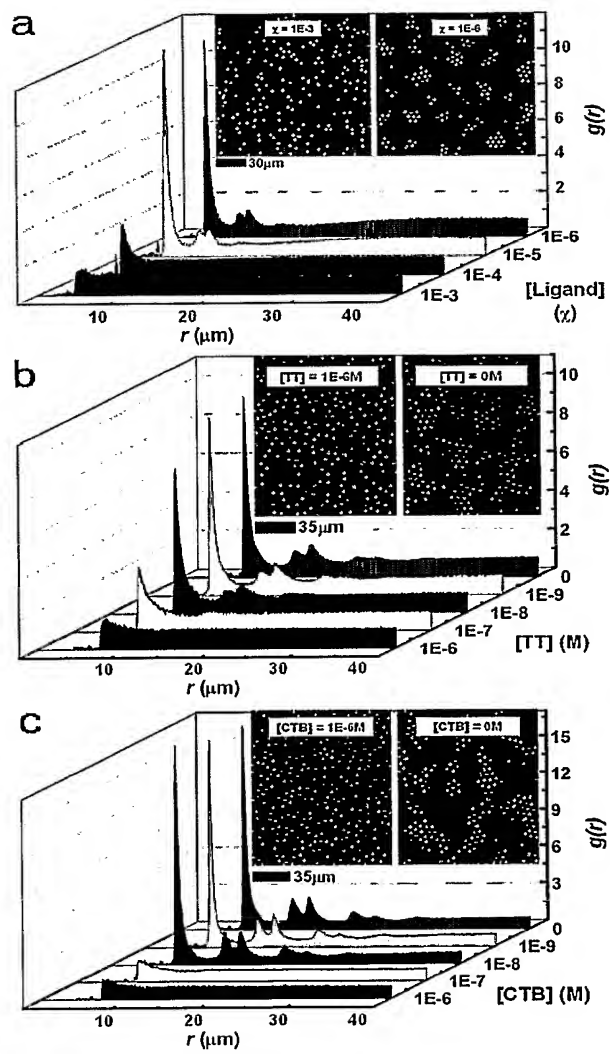 a
χ = 1E-3
χ = 1E-6
10
8
6
4
2
g(r)
30μm
1E-6
1E-5
1E-4
1E-3
[Ligand]
(χ)
10 20 30 40
r (μm)
b
[TT] = 1E-6M
[TT] = 0M
10
8
6
4
2
0
g(r)
35μm
1E-9
1E-8
1E-7
1E-6
[TT] (M)
10 20 30 40
r (μm)
c
[CTB] = 1E-6M
[CTB] = 0M
15
12
9
6
3
0
g(r)
35μm
1E-9
1E-8
1E-7
1E-6
[CTB] (M)
10 20 30 40
r (μm)